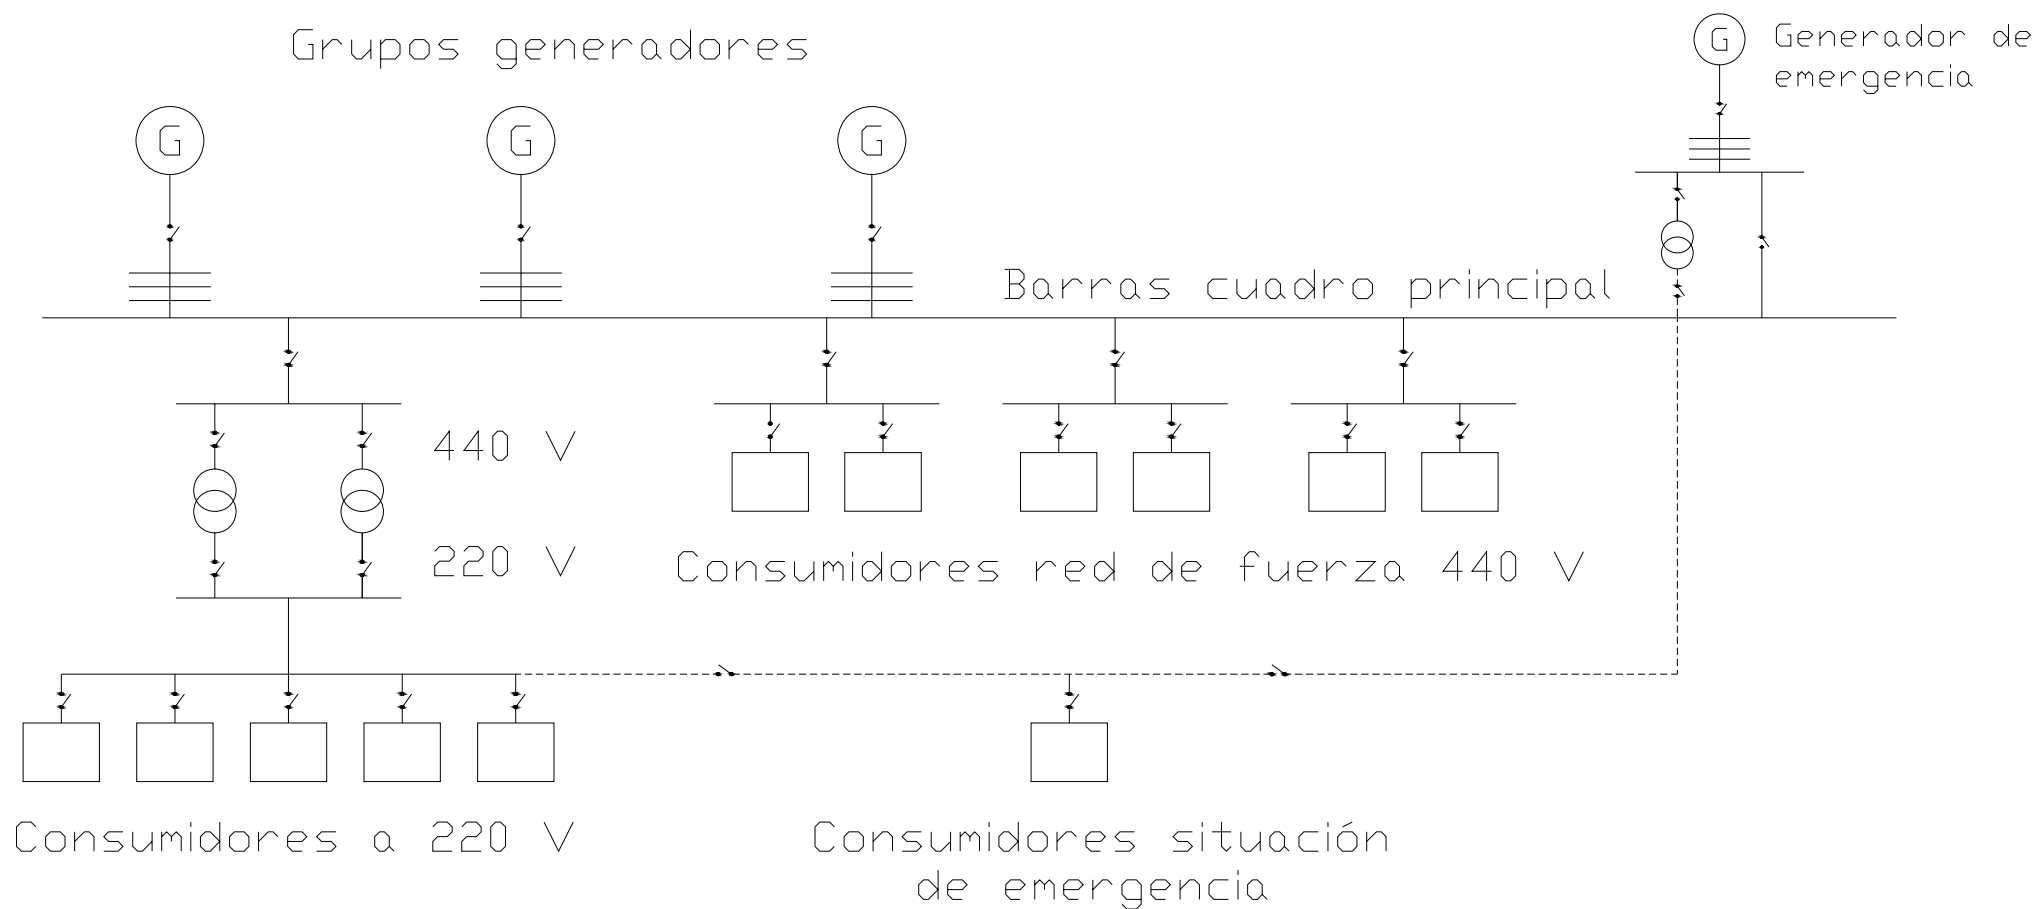 Grupos generadores
G
Generador de
emergencia
G
G
G
Barras cuadro principal
440 V
220 V
Consumidores red de fuerza 440 V
Consumidores a 220 V
Consumidores situación
de emergencia